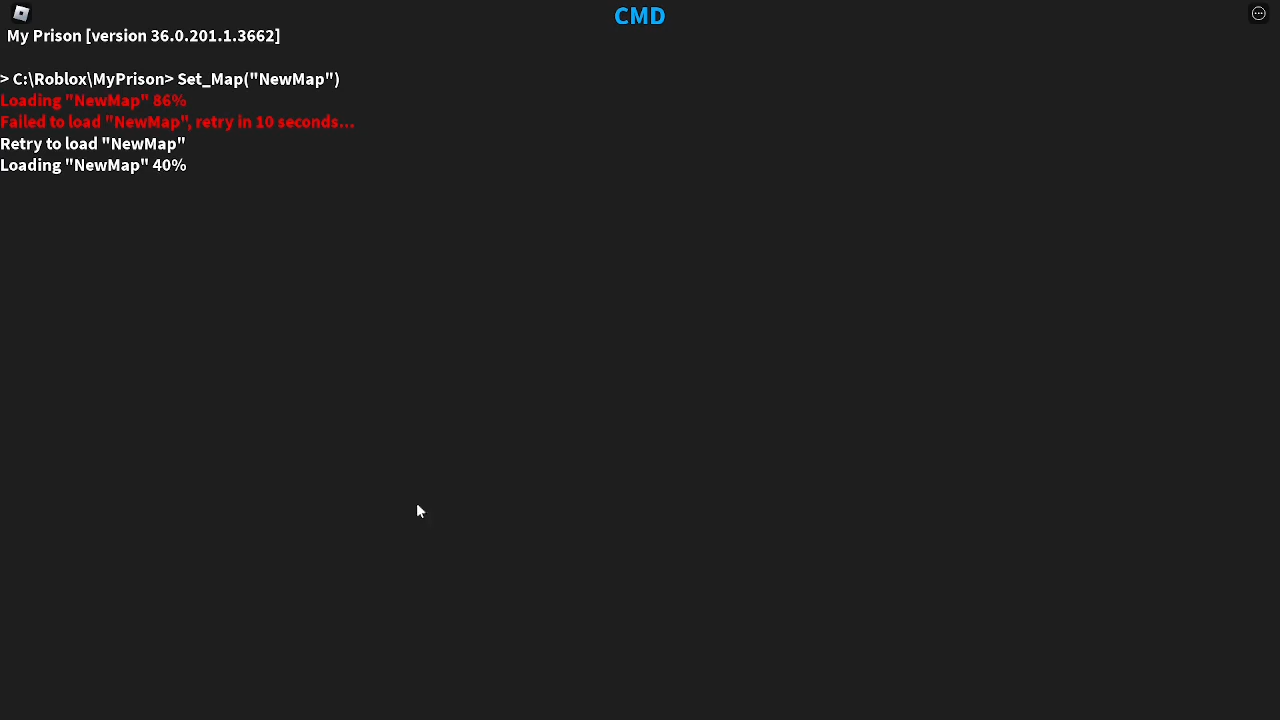 CMD
My Prison [version 36.0.201.1.3662]
> C:\Roblox\MyPrison> Set_Map("NewMap")
Loading "NewMap" 86%
Failed to load "NewMap", retry in 10 seconds...
Retry to load "NewMap"
Loading "NewMap" 40%